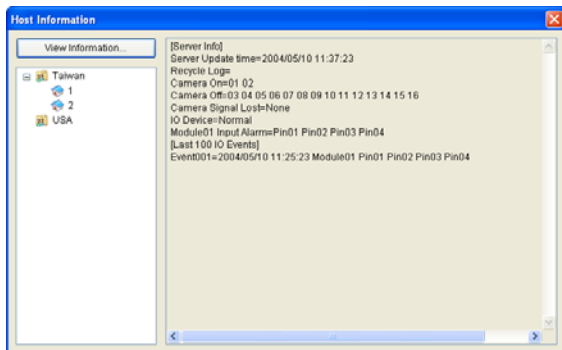 Host Information
View Information...
Taiwan
1
2
USA
[Server Info]
Server Update time=2004/05/10 11:37:23
Recycle Log=
Camera On=01 02
Camera Off=03 04 05 06 07 08 09 10 11 12 13 14 15 16
Camera Signal Lost=None
IO Device=Normal
Module01 Input Alarm=Pin01 Pin02 Pin03 Pin04
[Last 100 IO Events]
Event001=2004/05/10 11:25:23 Module01 Pin01 Pin02 Pin03 Pin04